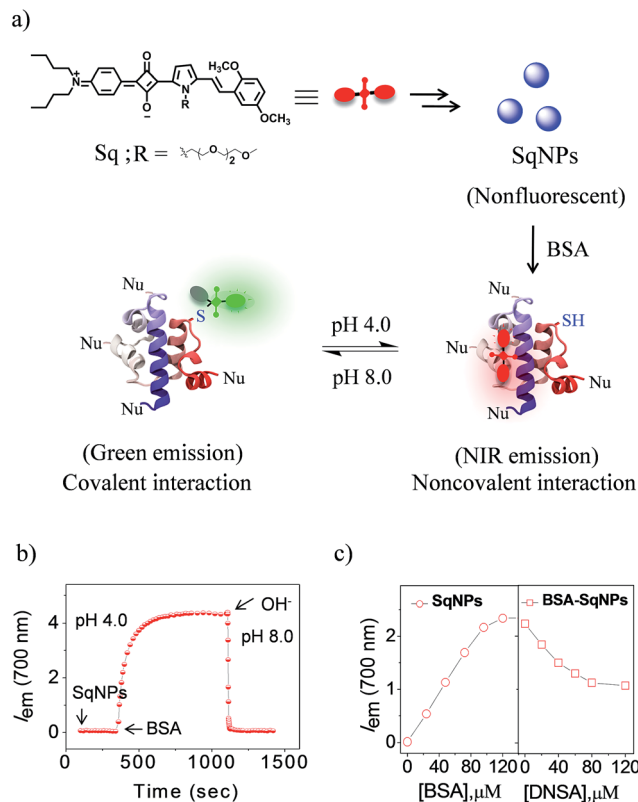 a)
O
OCH₃
N
+
N
R
O
−
OCH₃
Sq ; R =
O
2
O
SqNPs
(Nonfluorescent)
BSA
Nu
S
Nu
Nu
Nu
pH 4.0
pH 8.0
Nu
SH
Nu
Nu
Nu
(Green emission)
Covalent interaction
(NIR emission)
Noncovalent interaction
b)
Iem (700 nm)
4
2
0
pH 4.0
OH⁻
pH 8.0
SqNPs
BSA
0 500 1000 1500
Time (sec)
c)
Iem (700 nm)
3
2
1
0
SqNPs
BSA-SqNPs
0 40 80 120 0 40 80 120
[BSA],μM [DNSA],μM